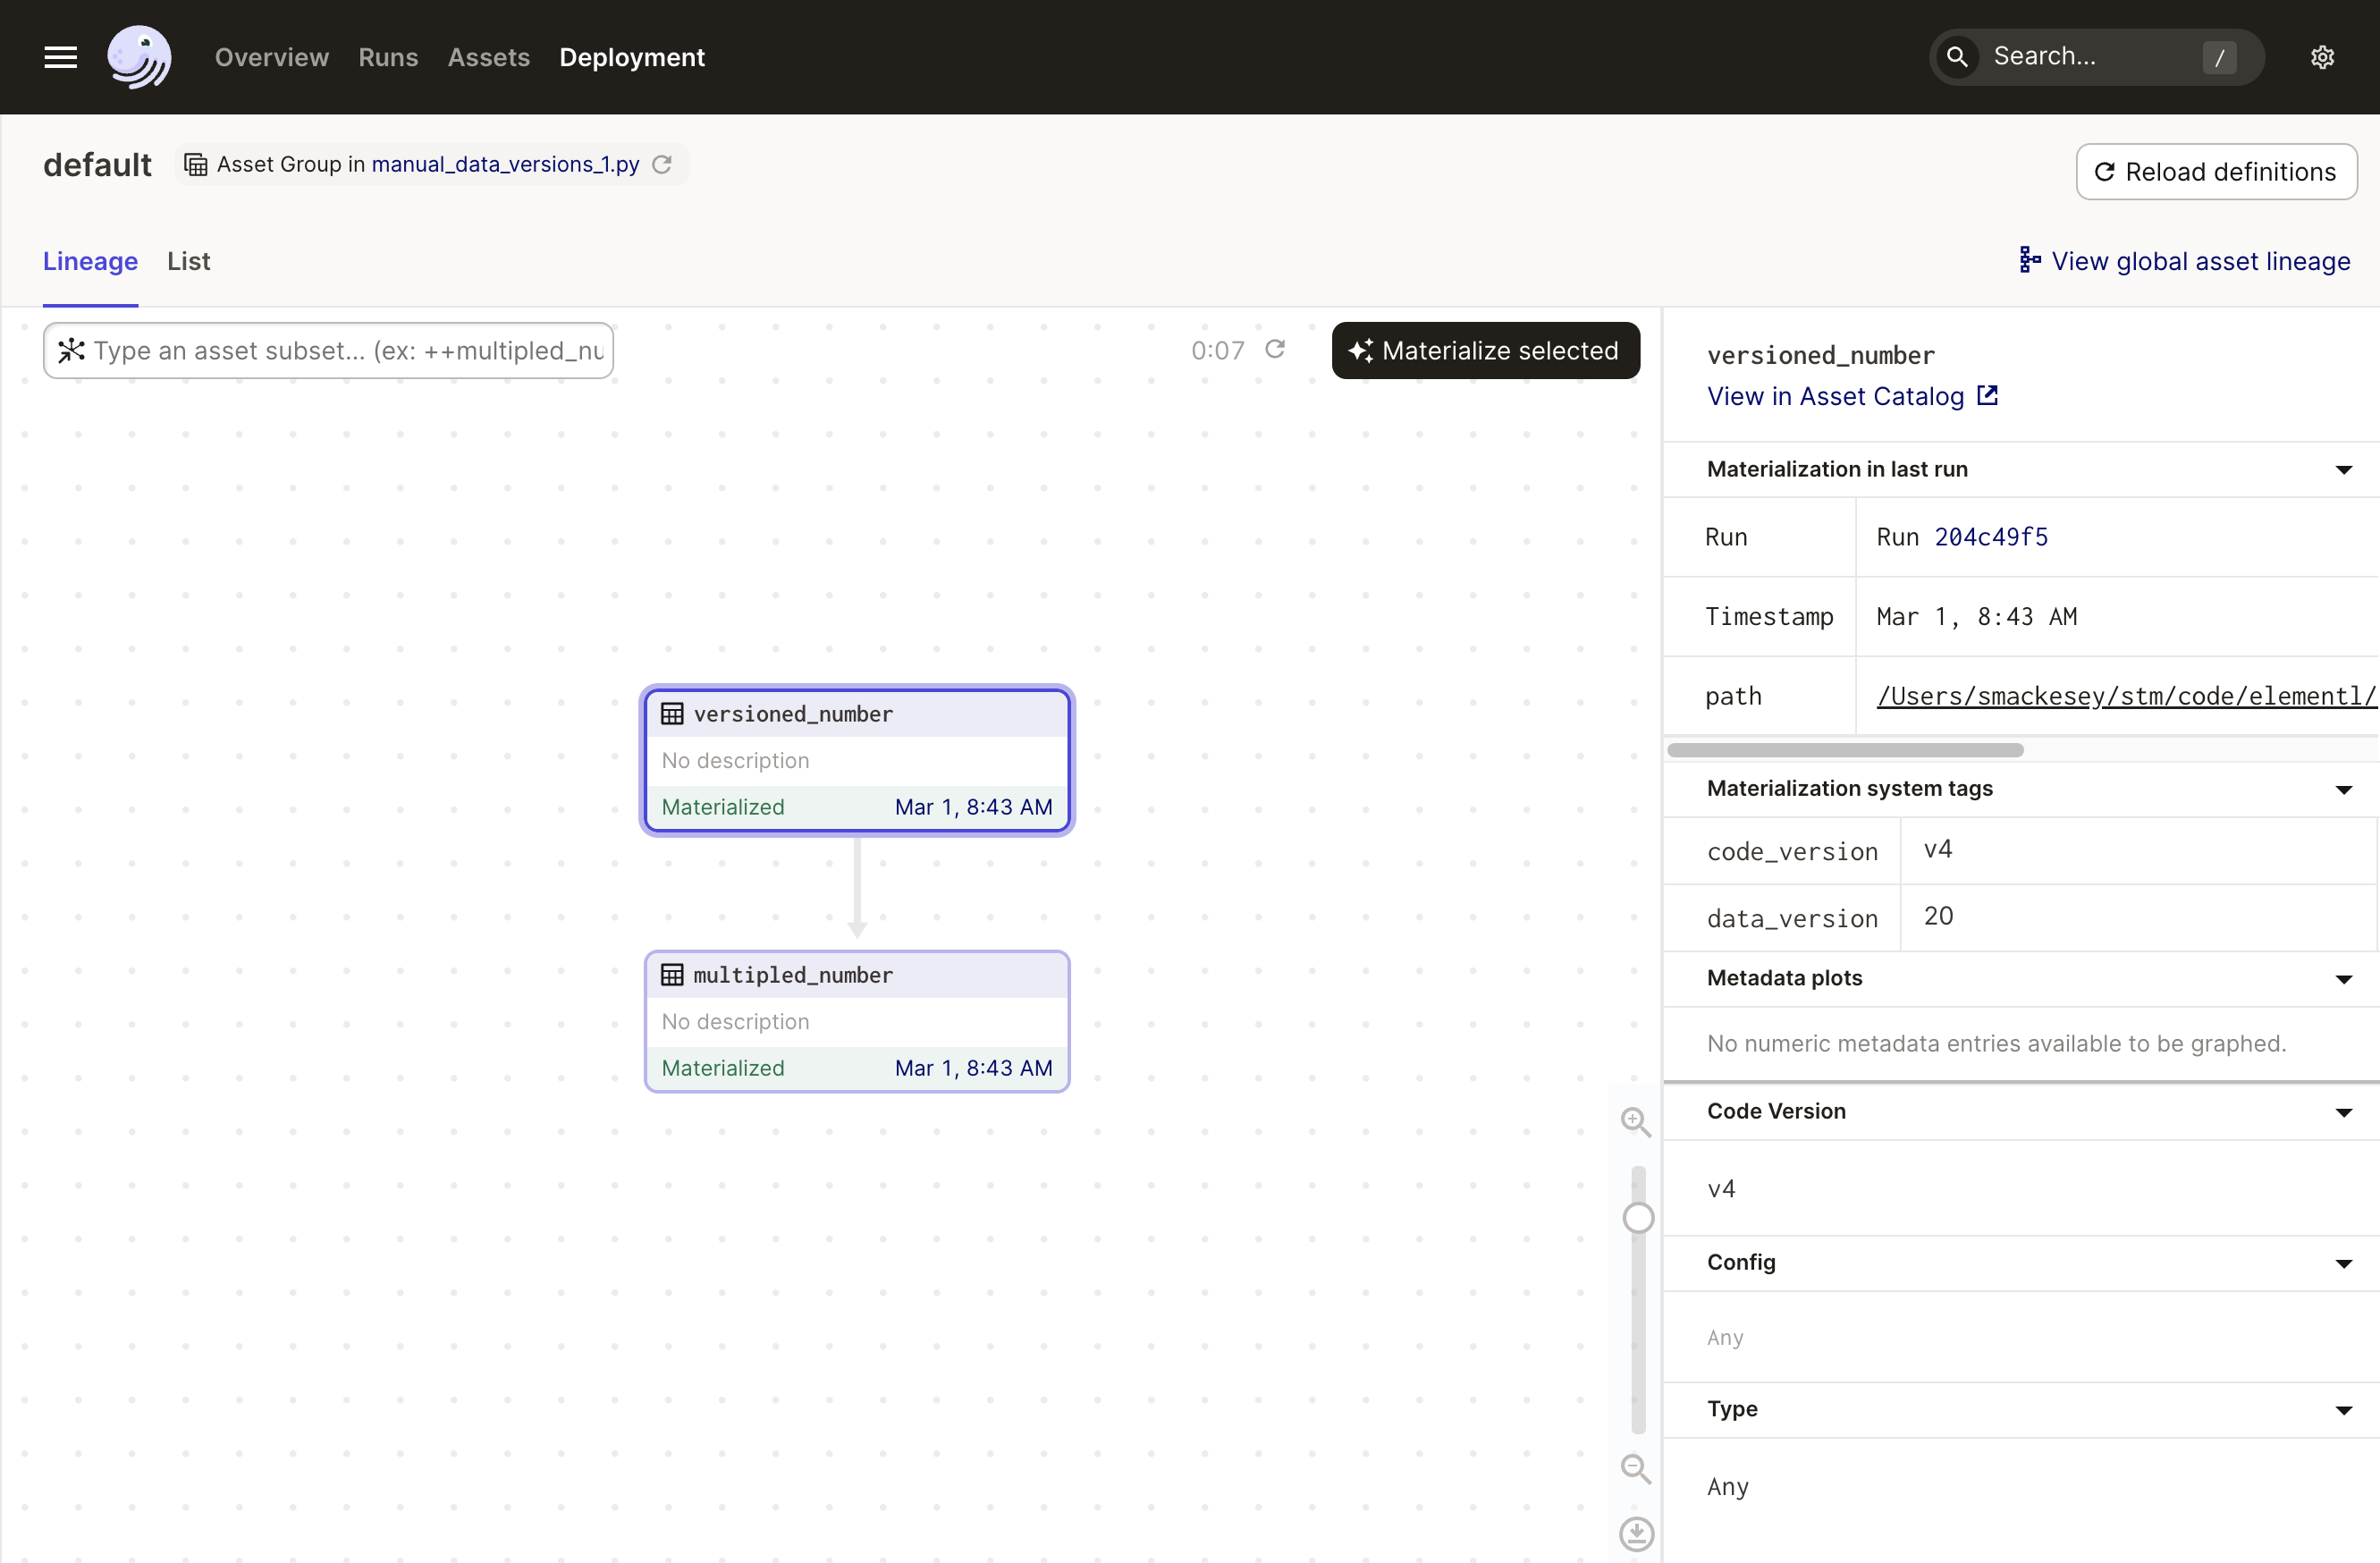 Overview Runs Assets Deployment
Search... /
default
Asset Group in manual_data_versions_1.py
Reload definitions
Lineage List
View global asset lineage
Type an asset subset... (ex: ++multipled_nu
0:07
Materialize selected
versioned_number
No description
Materialized Mar 1, 8:43 AM
multipled_number
No description
Materialized Mar 1, 8:43 AM
versioned_number
View in Asset Catalog
Materialization in last run
Run Run 204c49f5
Timestamp Mar 1, 8:43 AM
path /Users/smackesey/stm/code/elementl/
Materialization system tags
code_version v4
data_version 20
Metadata plots
No numeric metadata entries available to be graphed.
Code Version
v4
Config
Any
Type
Any